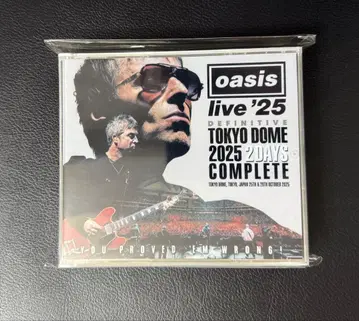 oasis
live '25
DEFINITIVE
TOKYO DOME
2025 2DAYS
COMPLETE
TOKYO DOME, TOKYO, JAPAN 25TH & 26TH OCTOBER 2025
YOU PROVED 'EM WRONG!